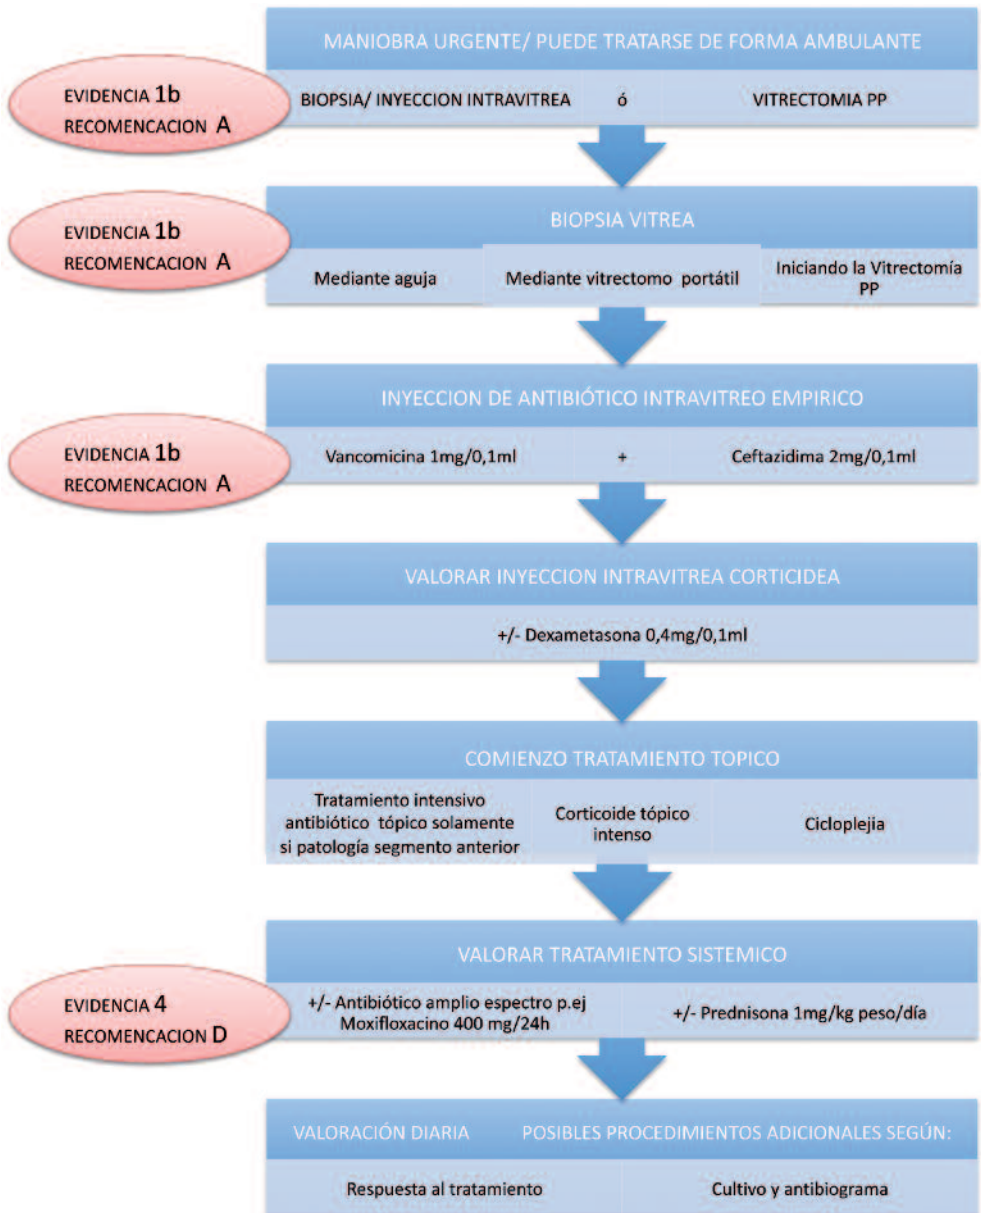 MANIOBRA URGENTE/ PUEDE TRATARSE DE FORMA AMBULANTE
EVIDENCIA 1b
RECOMENCACION A
BIOPSIA/ INYECCION INTRAVITREA ó VITRECTOMIA PP
BIOPSIA VITREA
EVIDENCIA 1b
RECOMENCACION A
Mediante aguja
Mediante vitrectomo portátil
Iniciando la Vitrectomía
PP
INYECCION DE ANTIBIÓTICO INTRAVITREO EMPIRICO
EVIDENCIA 1b
RECOMENCACION A
Vancomicina 1mg/0,1ml + Ceftazidima 2mg/0,1ml
VALORAR INYECCION INTRAVITREA CORTICIDEA
+/- Dexametasona 0,4mg/0,1ml
COMIENZO TRATAMIENTO TOPICO
Tratamiento intensivo
antibiótico tópico solamente
si patología segmento anterior
Corticoide tópico
intenso
Cicloplejia
VALORAR TRATAMIENTO SISTEMICO
EVIDENCIA 4
RECOMENCACION D
+/- Antibiótico amplio espectro p.ej
Moxifloxacino 400 mg/24h
+/- Prednisona 1mg/kg peso/día
VALORACIÓN DIARIA POSIBLES PROCEDIMIENTOS ADICIONALES SEGÚN:
Respuesta al tratamiento
Cultivo y antibiograma